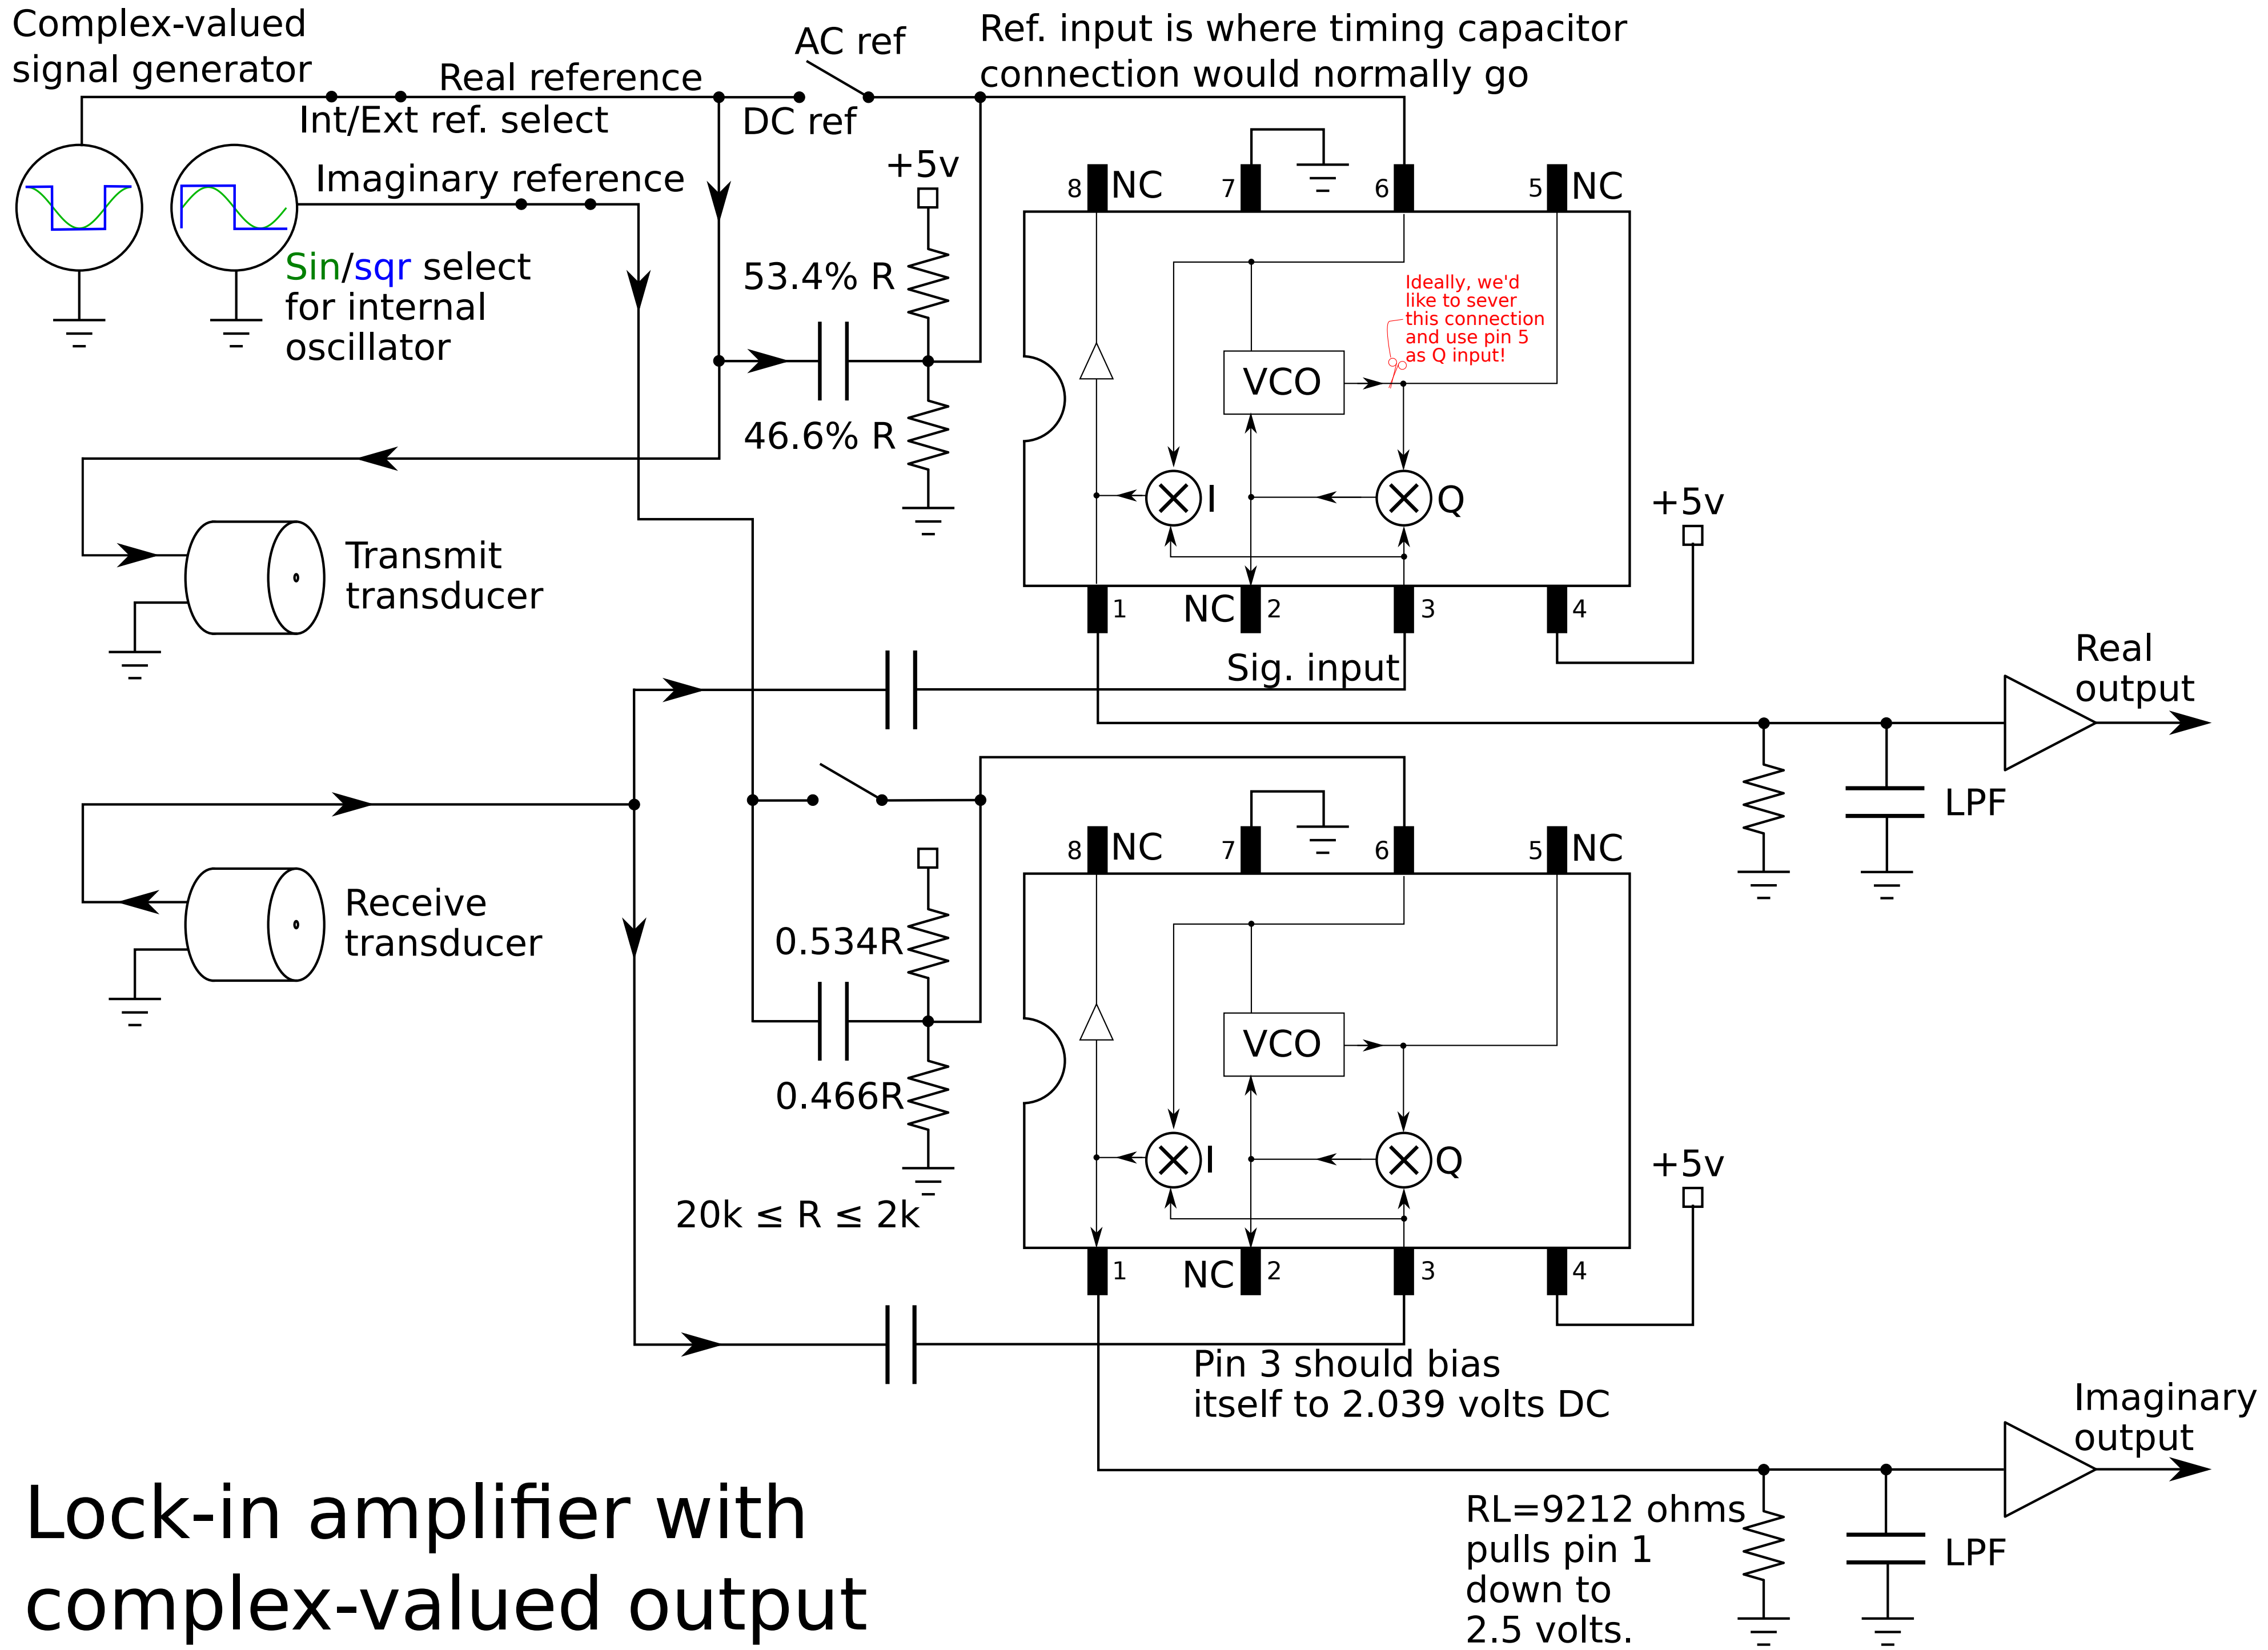 Complex-valued
signal generator
AC ref
Ref. input is where timing capacitor
connection would normally go
Real reference
Int/Ext ref. select
DC ref
+5v
Imaginary reference
8
NC
7
6
5
NC
Sin/sqr select
for internal
oscillator
53.4% R
Ideally, we'd
like to sever
this connection
and use pin 5
as Q input!
VCO
46.6% R
I
Q
+5v
Transmit
transducer
1
NC
2
3
4
Sig. input
Real
output
LPF
8
NC
7
6
5
NC
Receive
transducer
0.534R
VCO
0.466R
I
Q
+5v
20k ≤ R ≤ 2k
1
NC
2
3
4
Pin 3 should bias
itself to 2.039 volts DC
Imaginary
output
Lock-in amplifier with
complex-valued output
RL=9212 ohms
pulls pin 1
down to
2.5 volts.
LPF